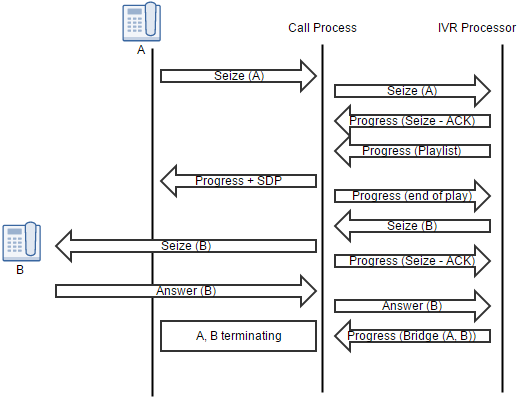 Call Process
IVR Processor
A
Seize (A)
Seize (A)
Progress (Seize - ACK)
Progress (Playlist)
Progress + SDP
Progress (end of play)
Seize (B)
Seize (B)
B
Progress (Seize - ACK)
Answer (B)
Answer (B)
A, B terminating
Progress (Bridge (A, B))